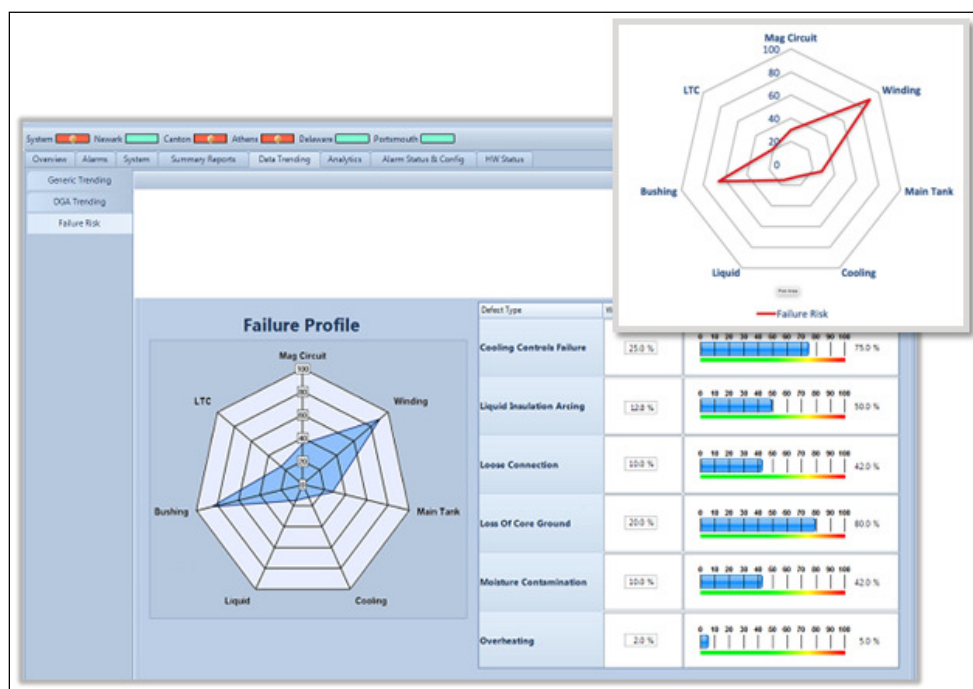 System Newark Canton Athens Delaware Portsmouth
Overview Alarms System Summary Reports Data Trending Analytics Alarm Status & Config HW Status
Generic Trending
DGA Trending
Failure Risk
Mag Circuit
100
80
60
40
20
0
Winding
Main Tank
Cooling
Liquid
Bushing
LTC
Plot Area
Failure Risk
Failure Profile
Mag Circuit
100
80
60
40
20
0
Winding
Main Tank
Cooling
Liquid
Bushing
LTC
Defect Type
Cooling Controls Failure 25.0 % 0 10 20 30 40 50 60 70 80 90 100 75.0 %
Liquid Insulation Arcing 12.0 % 0 10 20 30 40 50 60 70 80 90 100 50.0 %
Loose Connection 10.0 % 0 10 20 30 40 50 60 70 80 90 100 42.0 %
Loss Of Core Ground 20.0 % 0 10 20 30 40 50 60 70 80 90 100 80.0 %
Moisture Contamination 10.0 % 0 10 20 30 40 50 60 70 80 90 100 42.0 %
Overheating 2.0 % 0 10 20 30 40 50 60 70 80 90 100 5.0 %